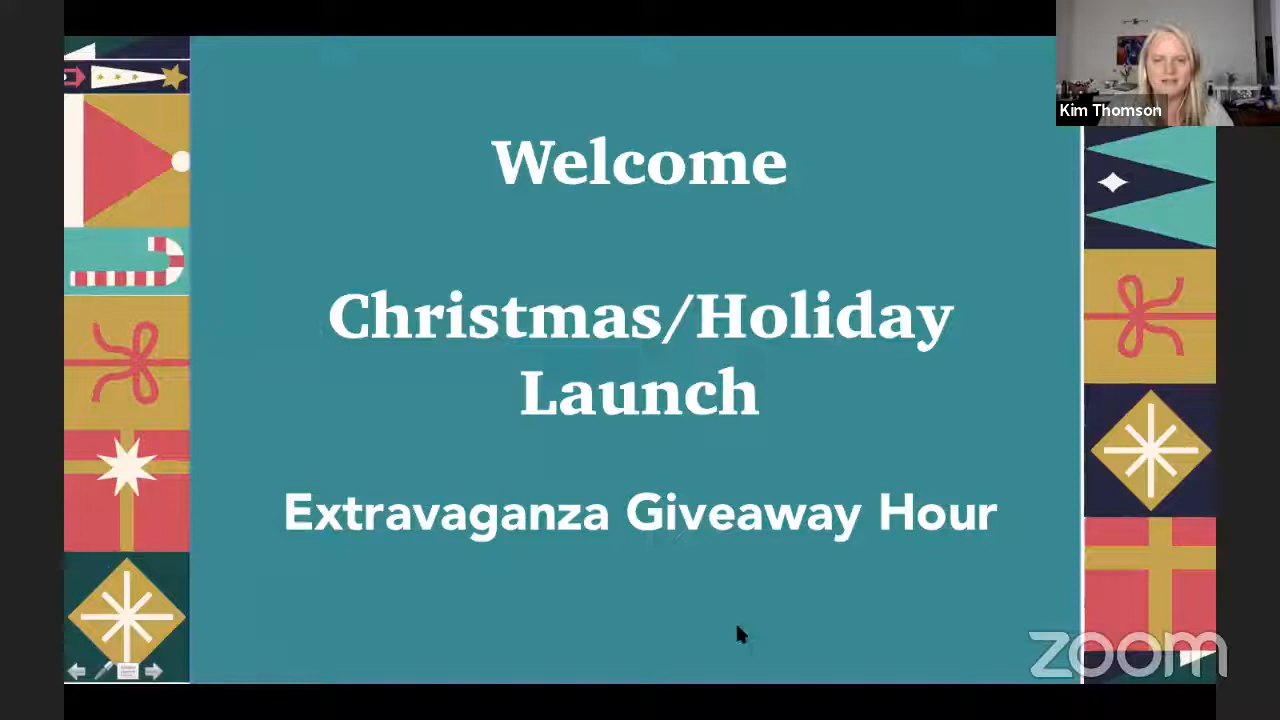 Welcome
Christmas/Holiday
Launch
Extravaganza Giveaway Hour
Kim Thomson
zoom